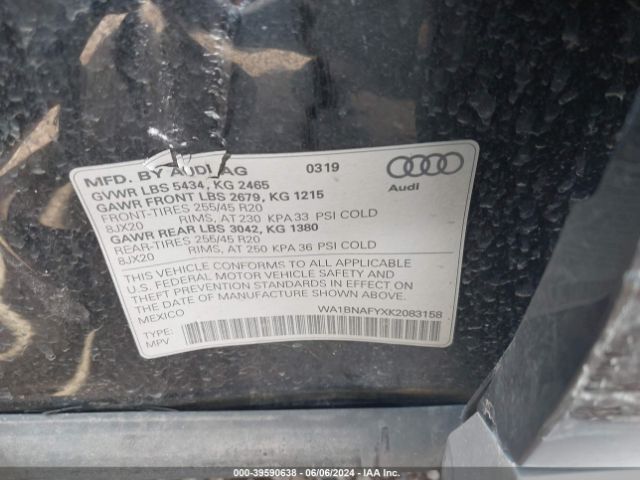 MFD. BY AUDI AG 0319
GVWR LBS 5434, KG 2465
GAWR FRONT LBS 2679, KG 1215
FRONT-TIRES 255/45 R20
8JX20 RIMS, AT 230 KPA 33 PSI COLD
GAWR REAR LBS 3042, KG 1380
REAR-TIRES 255/45 R20
8JX20 RIMS, AT 250 KPA 36 PSI COLD
Audi
THIS VEHICLE CONFORMS TO ALL APPLICABLE
U.S. FEDERAL MOTOR VEHICLE SAFETY AND
THEFT PREVENTION STANDARDS IN EFFECT ON
THE DATE OF MANUFACTURE SHOWN ABOVE.
MEXICO
WA1BNAFYXK2083158
TYPE:
MPV
000-39590638 - 06/06/2024 - IAA Inc.